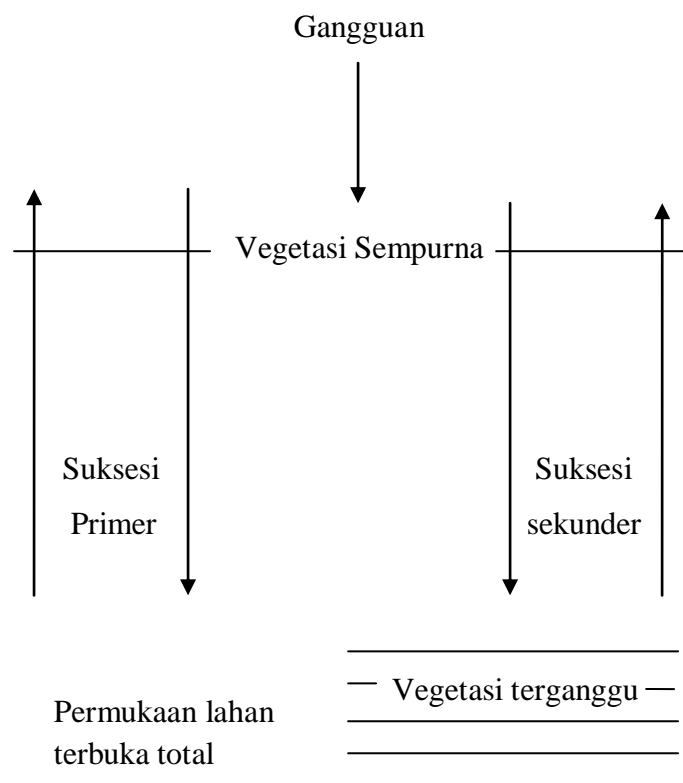 Gangguan
Vegetasi Sempurna
Suksesi
Primer
Suksesi
sekunder
Vegetasi terganggu
Permukaan lahan
terbuka total